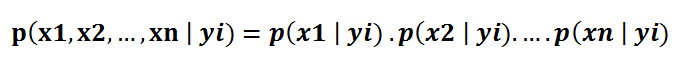 p(x1,x2, …,xn | yi) = p(x1 | yi) .p(x2 | yi). ….p(xn | yi)